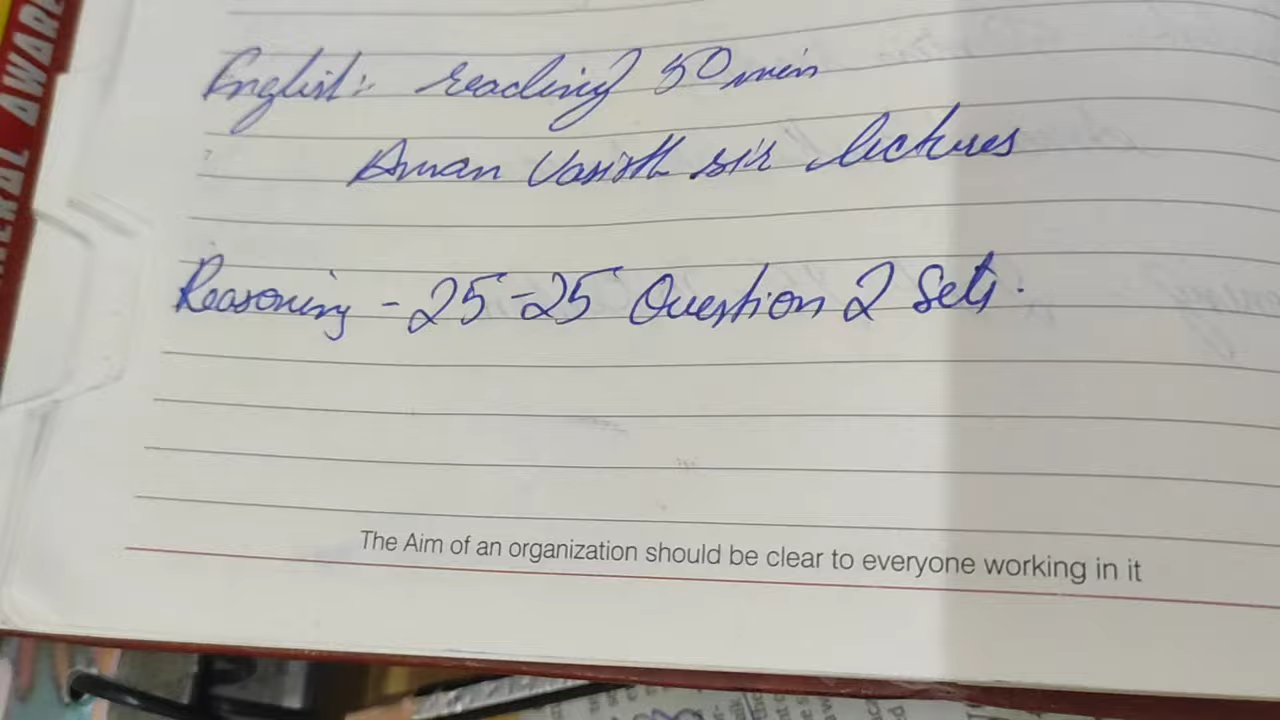 English:- reading 50 min
Aman Vasisth sir lectures
Reasoning - 25-25 Question 2 Sets.
The Aim of an organization should be clear to everyone working in it